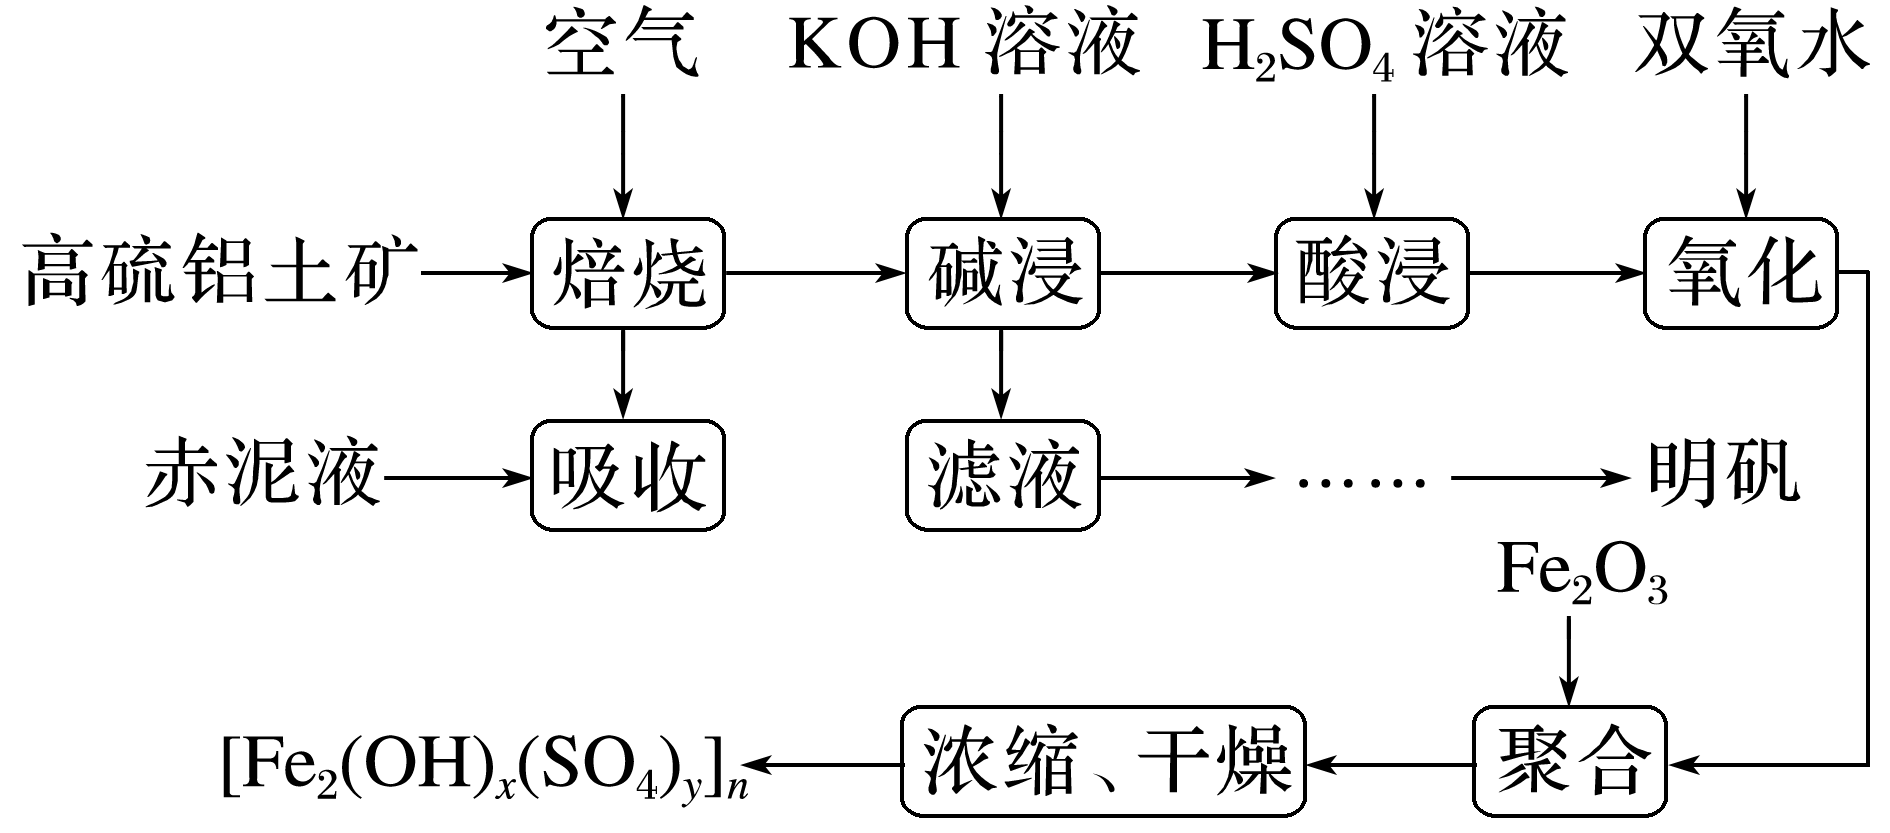 空气 KOH 溶液 H₂SO₄ 溶液 双氧水
高硫铝土矿 焙烧 碱浸 酸浸 氧化
赤泥液 吸收 滤液 …… 明矾
Fe₂O₃
[Fe₂(OH)ₓ(SO₄)ᵧ]ₙ 浓缩、干燥 聚合